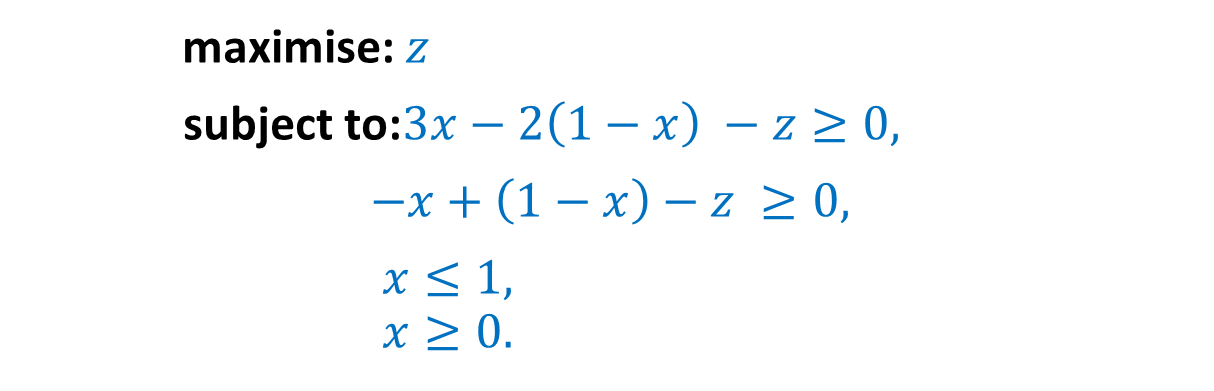 maximise: z
subject to:3x − 2(1 − x) − z ≥ 0,
−x + (1 − x) − z ≥ 0,
x ≤ 1,
x ≥ 0.